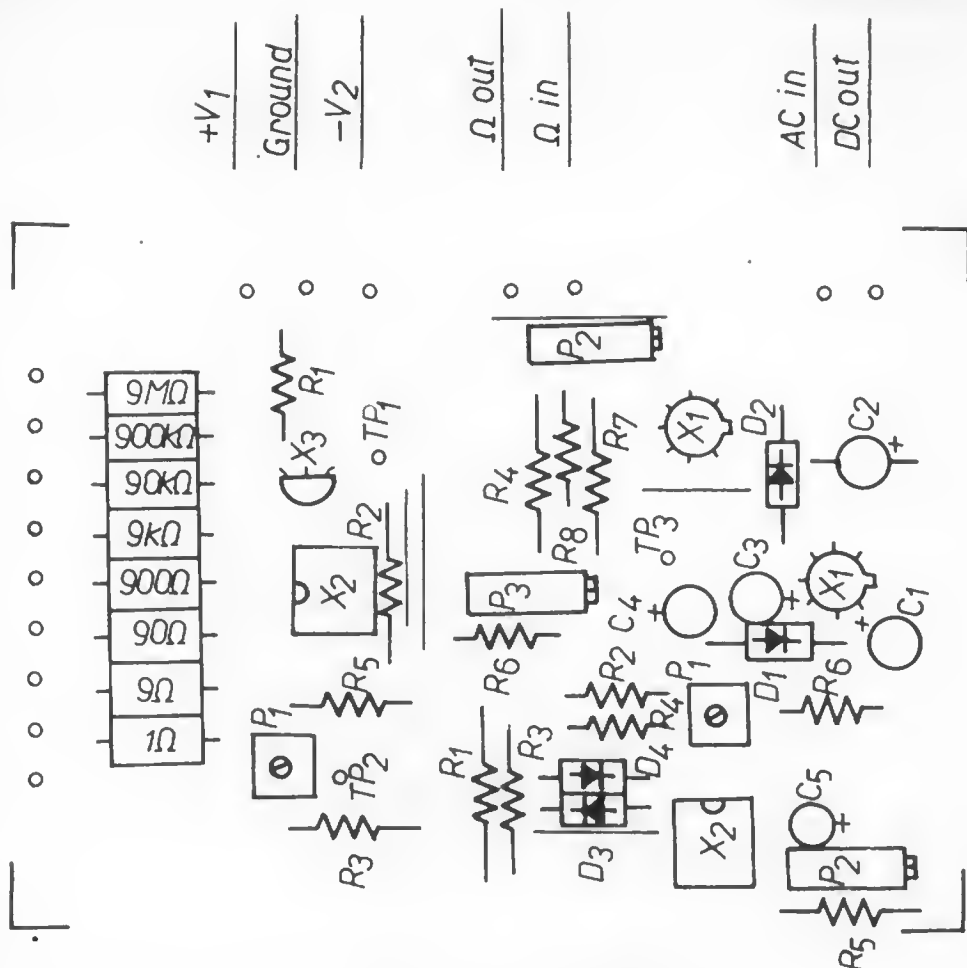 +V1
Ground
-V2
Ω out
Ω in
AC in
DC out
9MΩ
900kΩ
90kΩ
9kΩ
900Ω
90Ω
9Ω
1Ω
R1
X3
TP1
X2
R2
R5
P1
TP2
R3
P2
R4
R7
R8
P3
R6
R1
R3
X1
D2
C2
TP3
C3
C4
X1
C1
R2
R4
P1
D1
R6
D3
D4
X2
C5
P2
R5